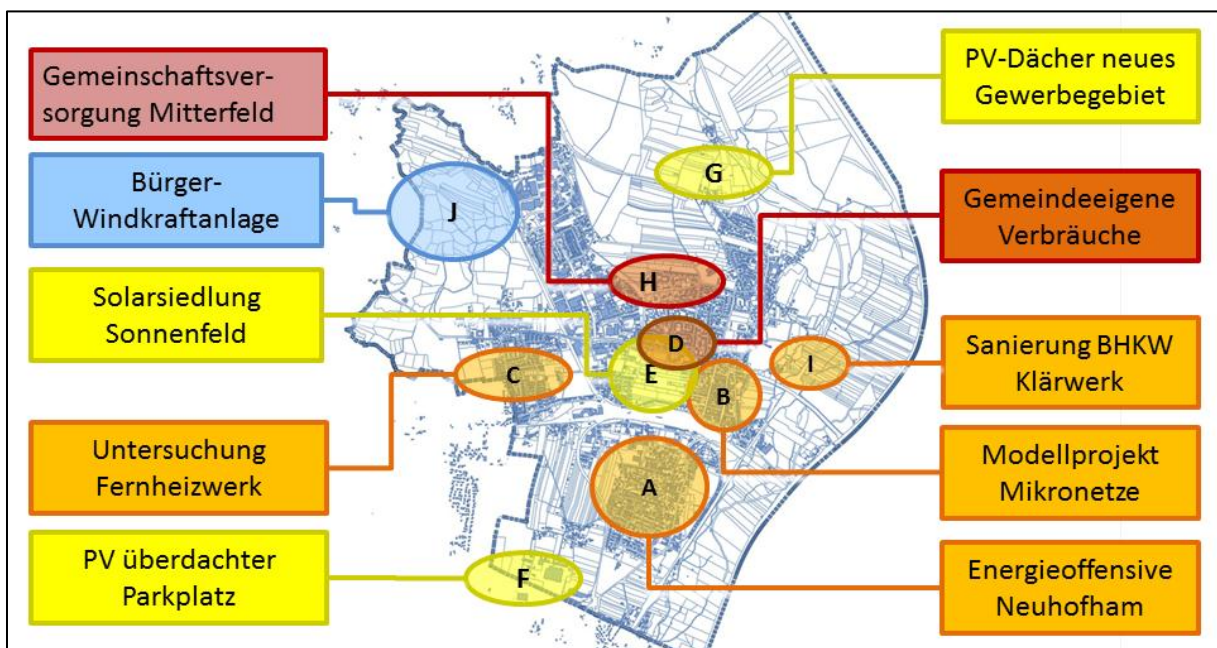 Gemeinschaftsver-
sorgung Mitterfeld
Bürger-
Windkraftanlage
Solarsiedlung
Sonnenfeld
Untersuchung
Fernheizwerk
PV überdachter
Parkplatz
J
G
H
D
E
C
B
I
A
F
PV-Dächer neues
Gewerbegebiet
Gemeindeeigene
Verbräuche
Sanierung BHKW
Klärwerk
Modellprojekt
Mikronetze
Energieoffensive
Neuhofham